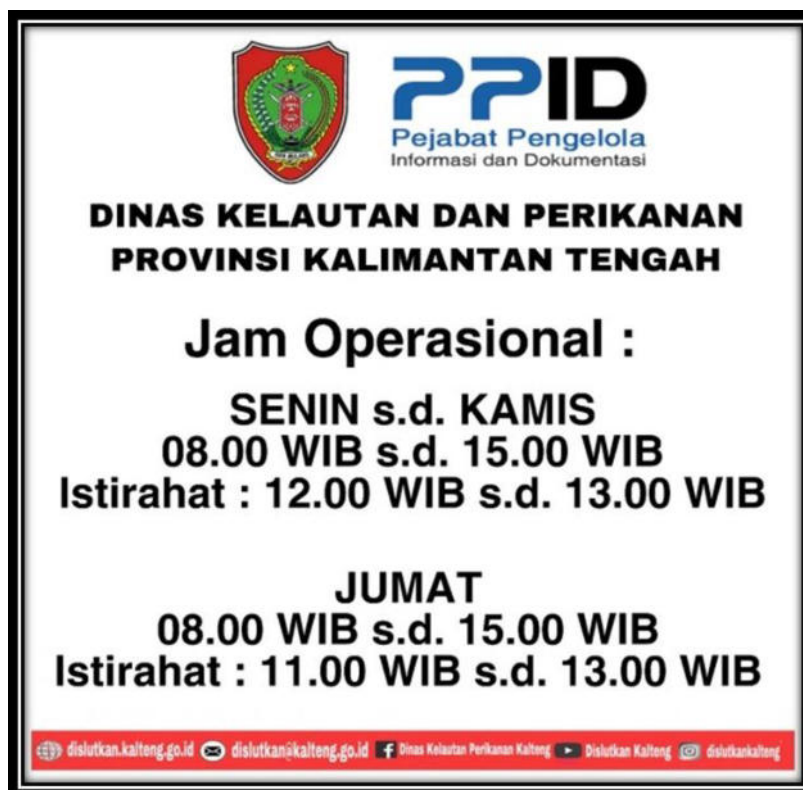 PPID
Pejabat Pengelola
Informasi dan Dokumentasi
DINAS KELAUTAN DAN PERIKANAN
PROVINSI KALIMANTAN TENGAH
Jam Operasional :
SENIN s.d. KAMIS
08.00 WIB s.d. 15.00 WIB
Istirahat : 12.00 WIB s.d. 13.00 WIB
JUMAT
08.00 WIB s.d. 15.00 WIB
Istirahat : 11.00 WIB s.d. 13.00 WIB
dislutkan.kalteng.go.id dislutkan@kalteng.go.id Dinas Kelautan Perikanan Kalteng Dislutkan Kalteng dislutkankalteng